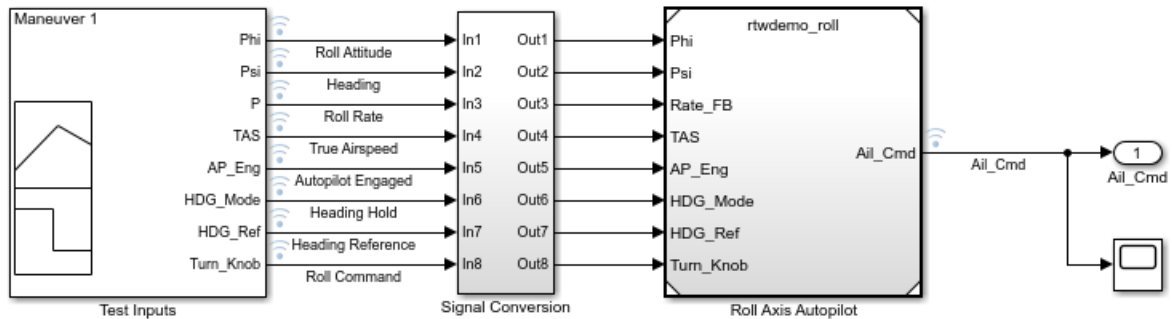 Maneuver 1
Phi
Psi
P
TAS
AP_Eng
HDG_Mode
HDG_Ref
Turn_Knob
Test Inputs
Roll Attitude
Heading
Roll Rate
True Airspeed
Autopilot Engaged
Heading Hold
Heading Reference
Roll Command
In1 Out1
In2 Out2
In3 Out3
In4 Out4
In5 Out5
In6 Out6
In7 Out7
In8 Out8
Signal Conversion
rtwdemo_roll
Phi
Psi
Rate_FB
TAS
AP_Eng
HDG_Mode
HDG_Ref
Turn_Knob
Ail_Cmd
Roll Axis Autopilot
Ail_Cmd
1
Ail_Cmd